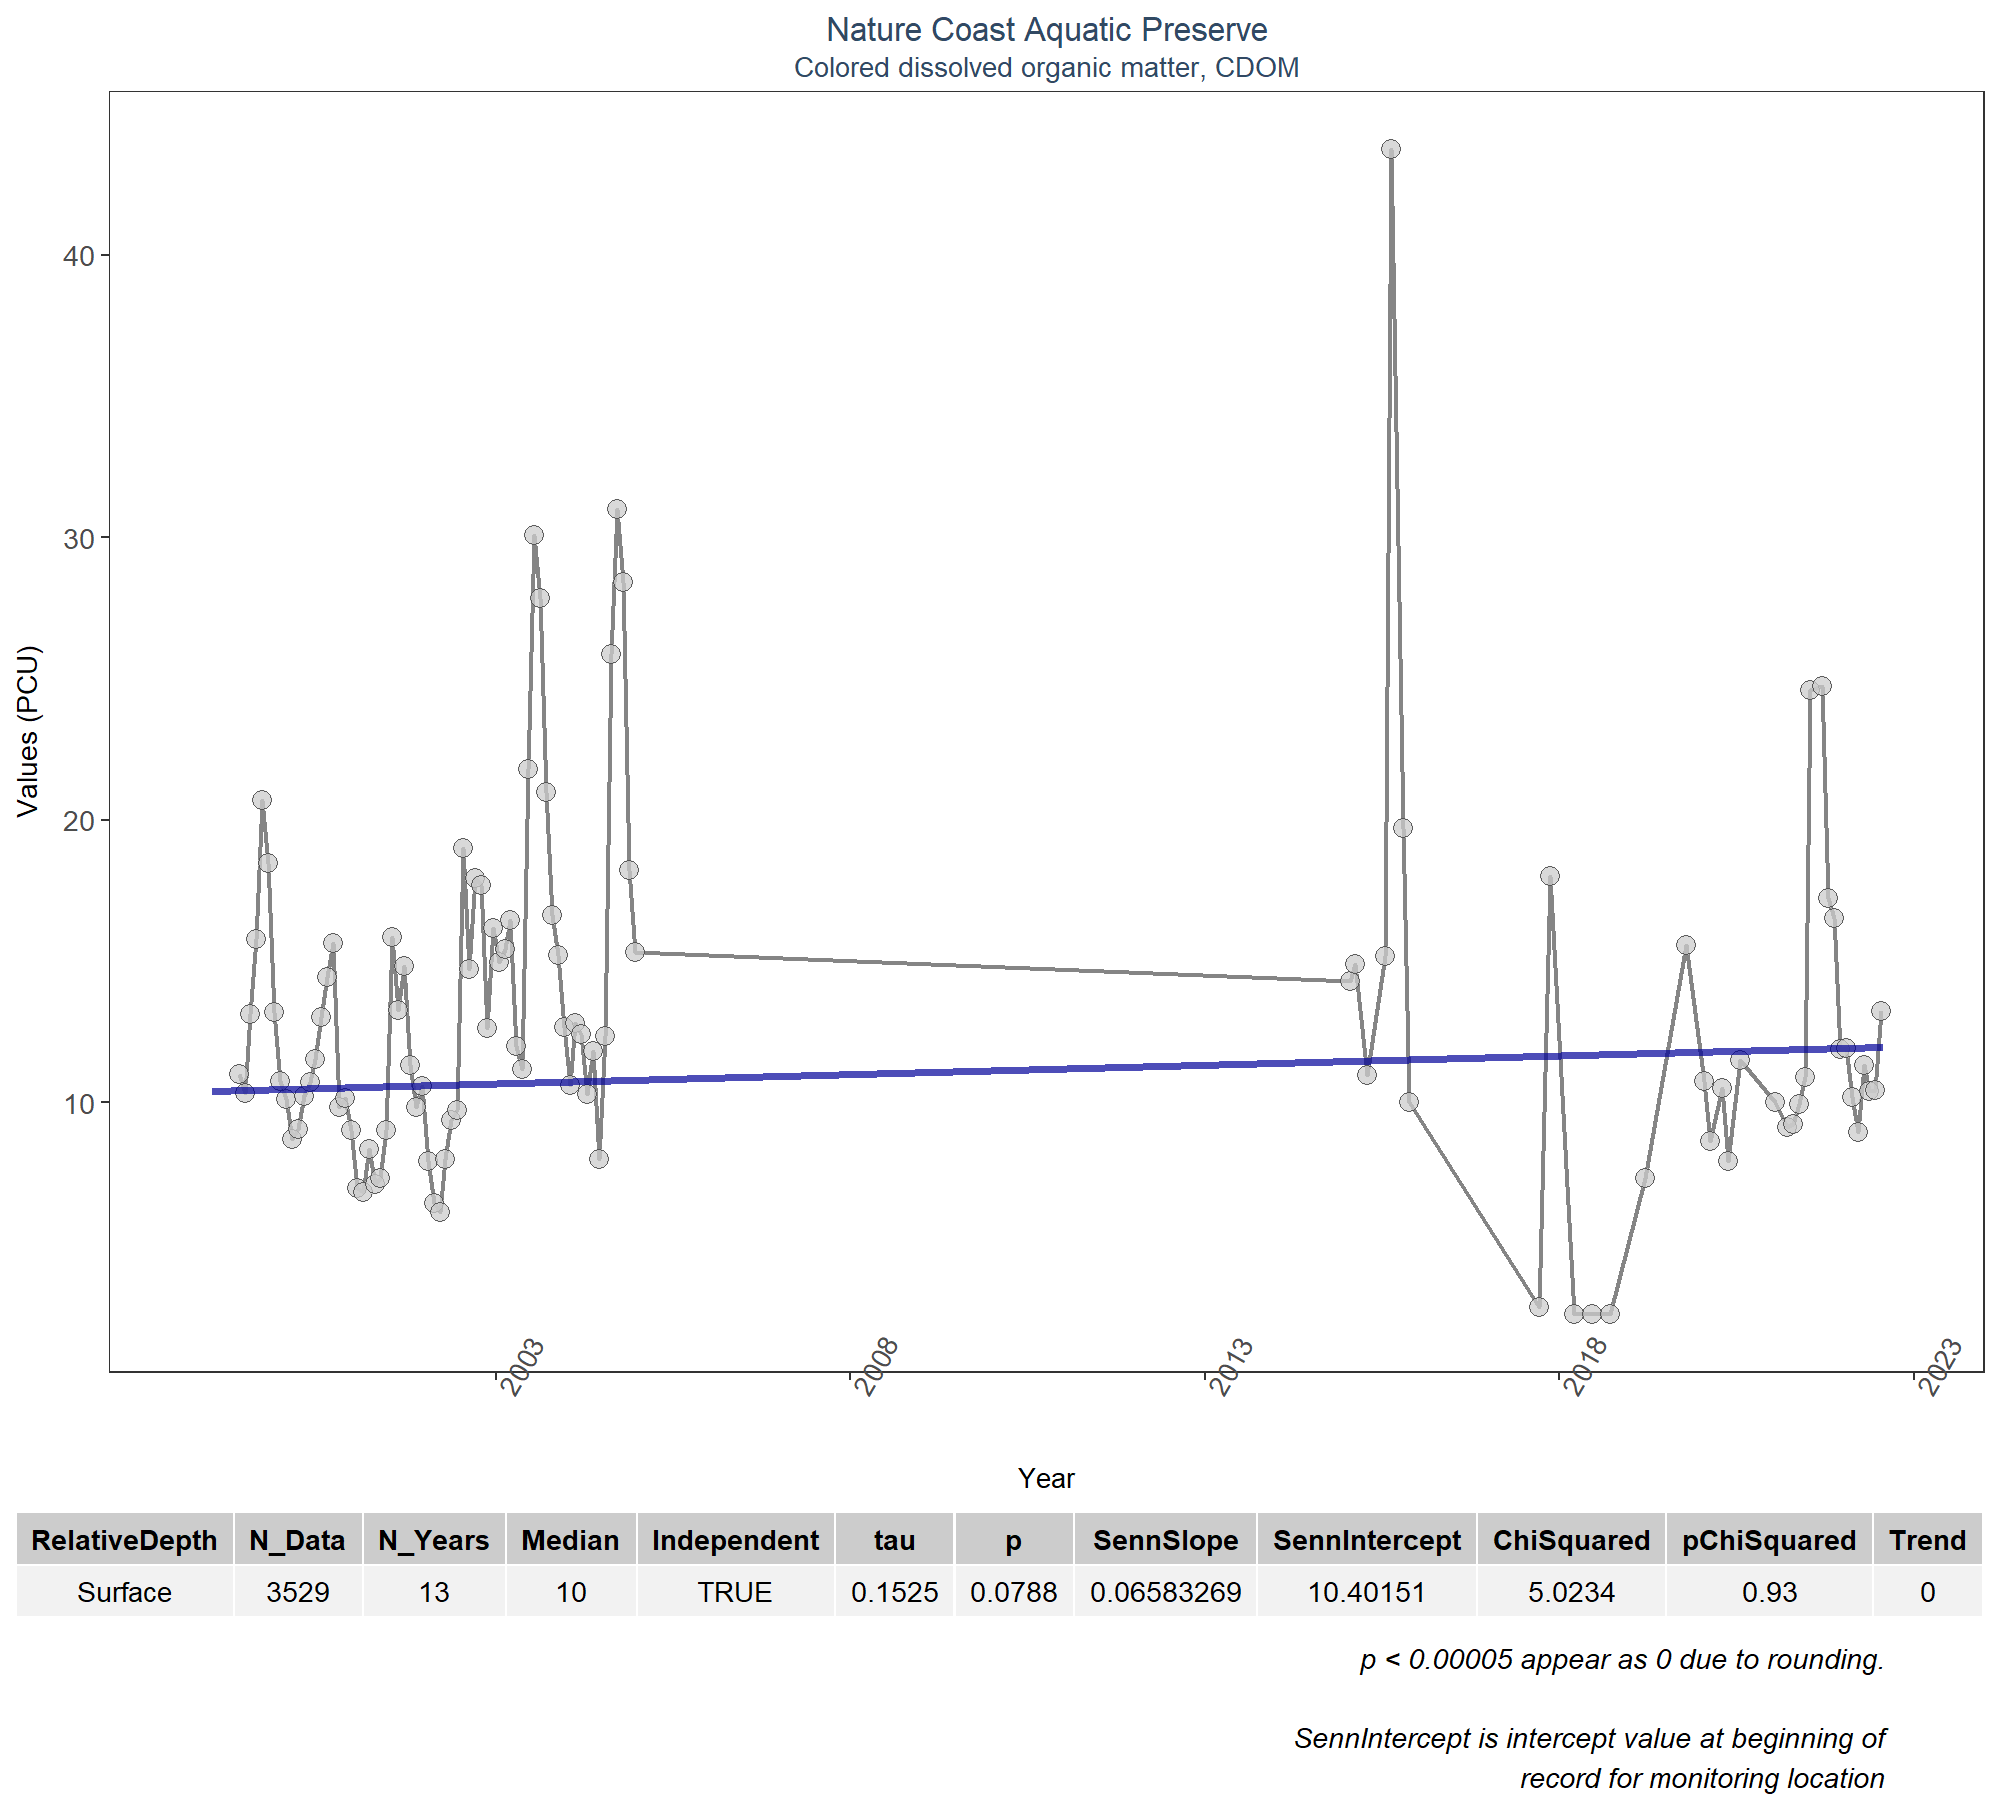 Nature Coast Aquatic Preserve
Colored dissolved organic matter, CDOM
Values (PCU)
40
30
20
10
2003 2008 2013 2018 2023
Year
RelativeDepth N_Data N_Years Median Independent tau p SennSlope SennIntercept ChiSquared pChiSquared Trend
Surface 3529 13 10 TRUE 0.1525 0.0788 0.06583269 10.40151 5.0234 0.93 0
p < 0.00005 appear as 0 due to rounding.
SennIntercept is intercept value at beginning of
record for monitoring location